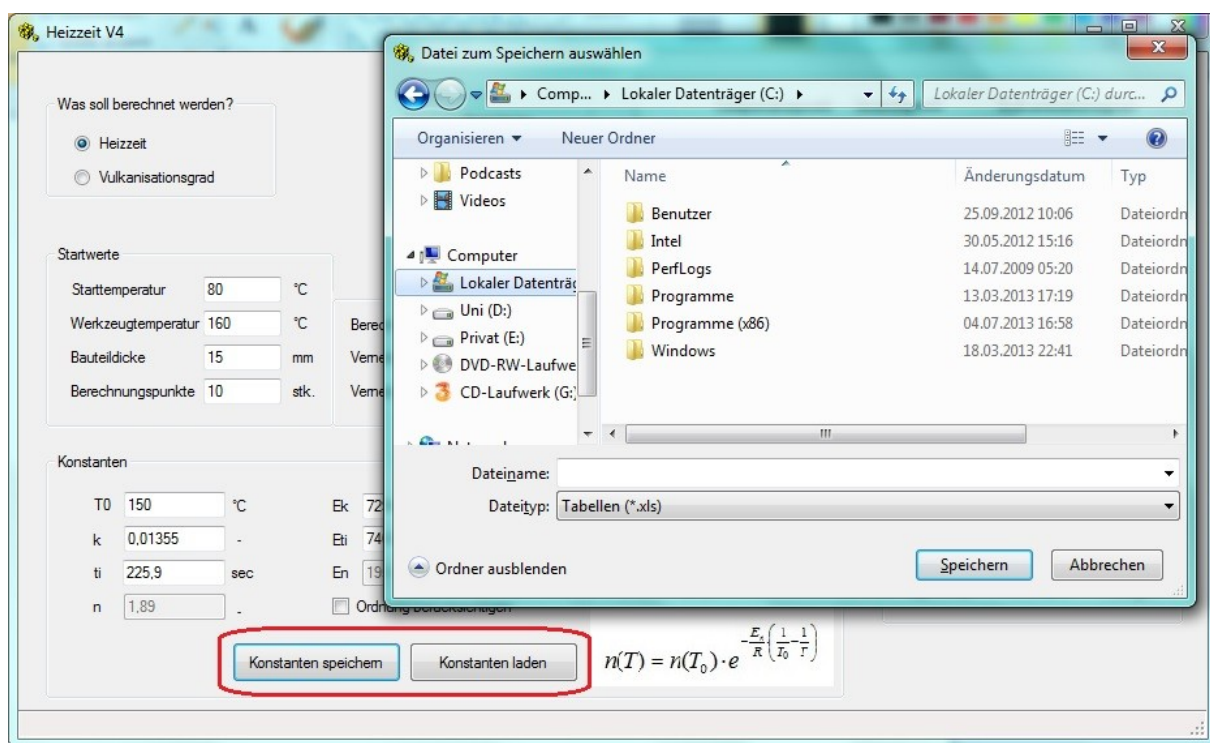 Heizzeit V4
Was soll berechnet werden?
Heizzeit
Vulkanisationsgrad
Startwerte
Starttemperatur 80 °C
Werkzeugtemperatur 160 °C
Bauteildicke 15 mm
Berechnungspunkte 10 stk.
Konstanten
T0 150 °C Ek
k 0,01355 - Eti
ti 225,9 sec En
n 1,89 -
Konstanten speichern Konstanten laden
n(T) = n(T₀) · e
Datei zum Speichern auswählen
Comp... Lokaler Datenträger (C:) Lokaler Datenträger (C:) durc...
Organisieren Neuer Ordner
Podcasts
Videos
Computer
Lokaler Datenträg
Uni (D:)
Privat (E:)
DVD-RW-Laufwe
CD-Laufwerk (G:)
Name Änderungsdatum Typ
Benutzer 25.09.2012 10:06 Dateiordn
Intel 30.05.2012 15:16 Dateiordn
PerfLogs 14.07.2009 05:20 Dateiordn
Programme 13.03.2013 17:19 Dateiordn
Programme (x86) 04.07.2013 16:58 Dateiordn
Windows 18.03.2013 22:41 Dateiordn
Dateiname:
Dateityp: Tabellen (*.xls)
Ordner ausblenden Speichern Abbrechen